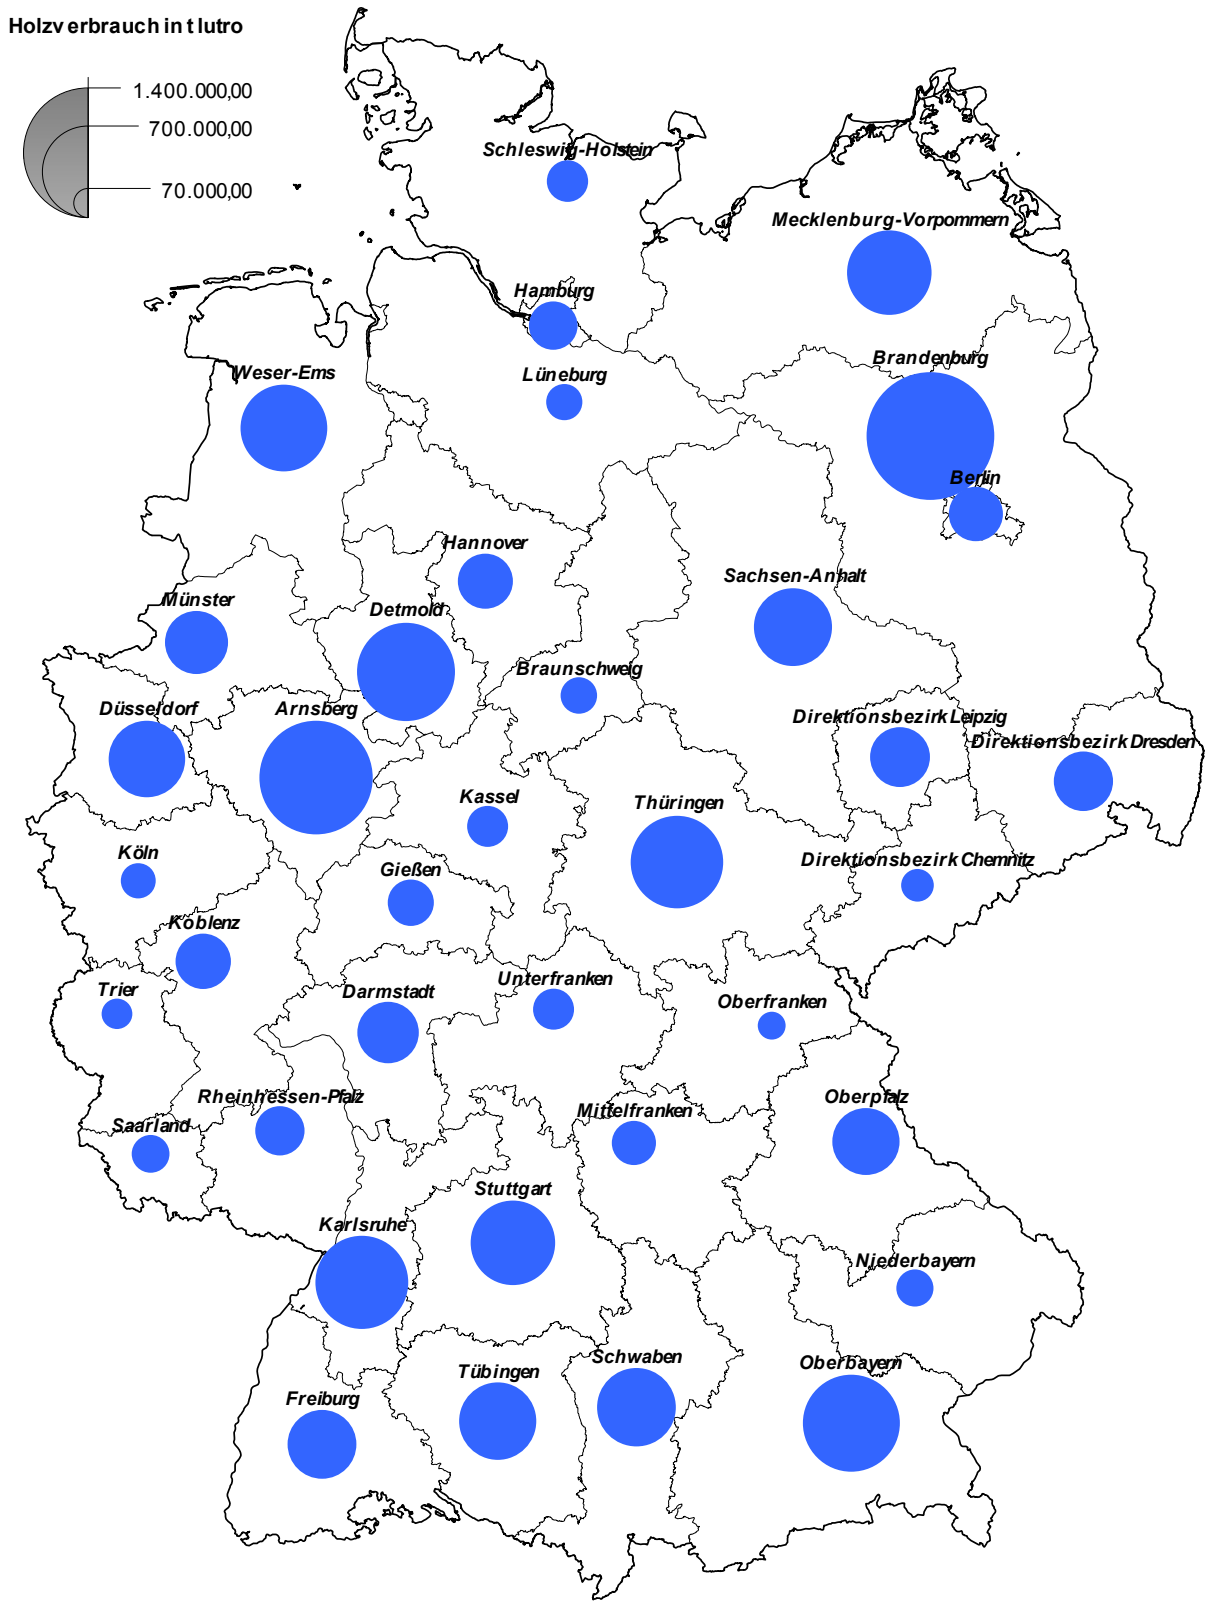 Holzverbrauch in t lutro
1.400.000,00
700.000,00
70.000,00
Schleswig-Holstein
Mecklenburg-Vorpommern
Hamburg
Brandenburg
Weser-Ems
Lüneburg
Berlin
Hannover
Sachsen-Anhalt
Münster
Detmold
Braunschweig
Düsseldorf
Arnsberg
Direktionsbezirk Leipzig
Direktionsbezirk Dresden
Kassel
Thüringen
Köln
Gießen
Direktionsbezirk Chemnitz
Koblenz
Trier
Darmstadt
Unterfranken
Oberfranken
Rheinhessen-Pfalz
Saarland
Mittelfranken
Oberpfalz
Stuttgart
Karlsruhe
Niederbayern
Schwaben
Oberbayern
Tübingen
Freiburg